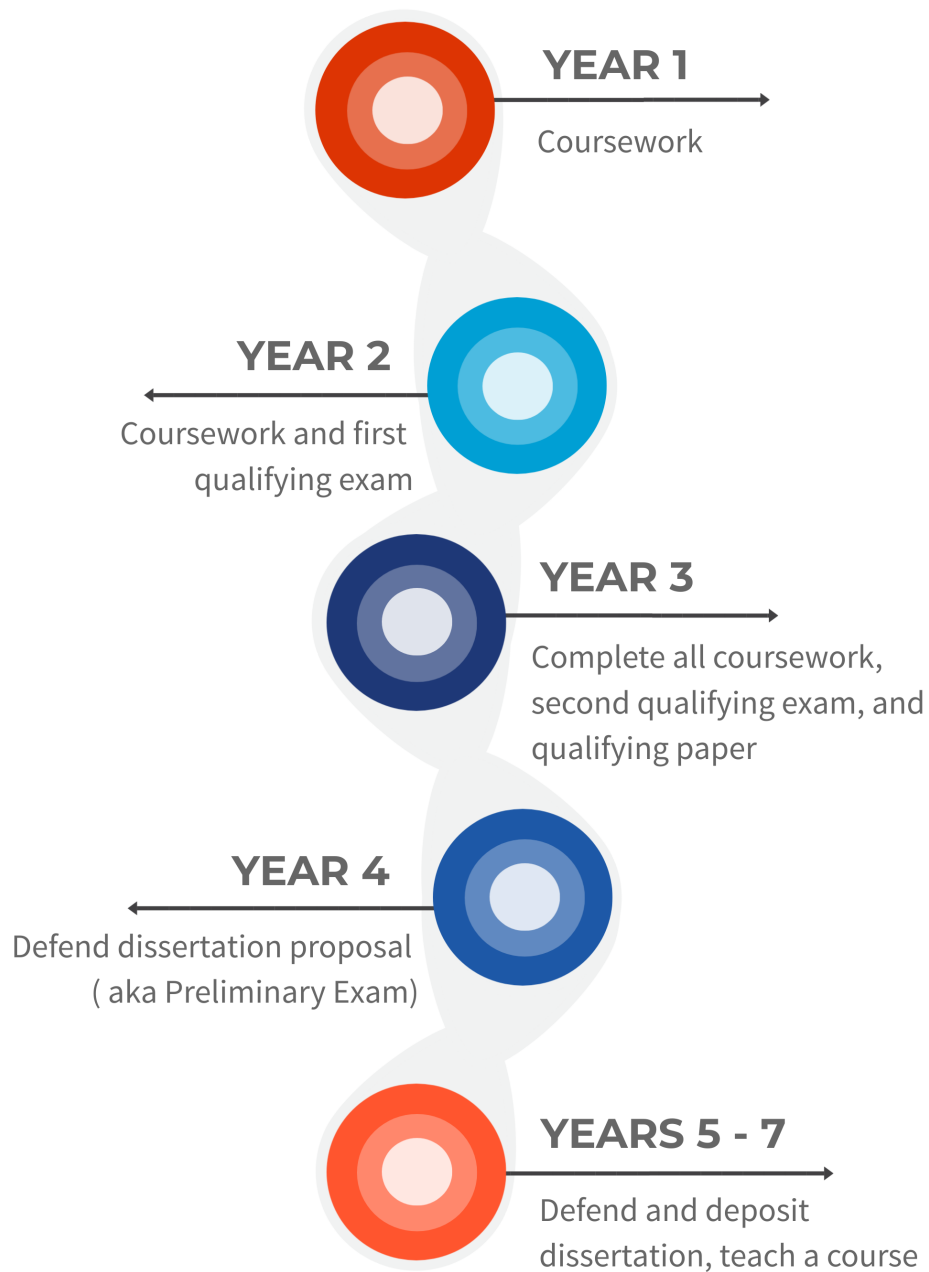 YEAR 1
Coursework
YEAR 2
Coursework and first
qualifying exam
YEAR 3
Complete all coursework,
second qualifying exam, and
qualifying paper
YEAR 4
Defend dissertation proposal
( aka Preliminary Exam)
YEARS 5 - 7
Defend and deposit
dissertation, teach a course